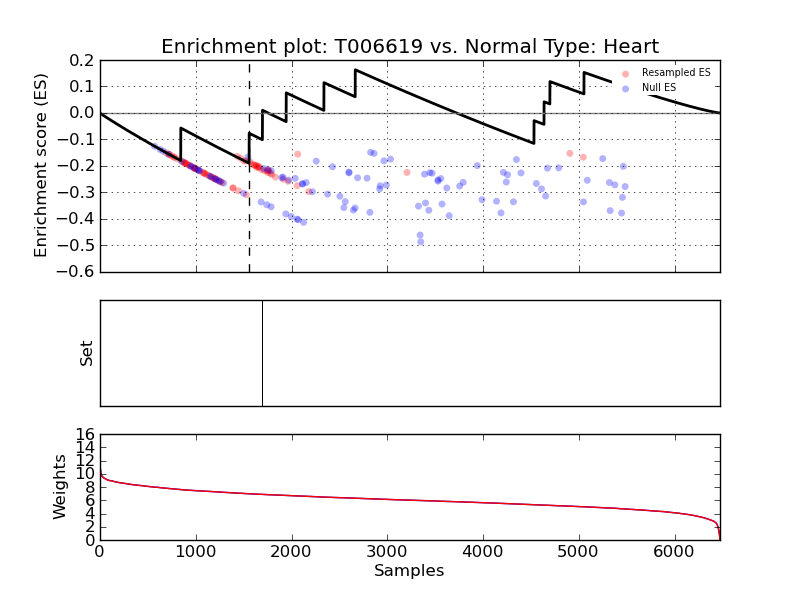 Enrichment plot: T006619 vs. Normal Type: Heart
Enrichment score (ES)
0.2
0.1
0.0
−0.1
−0.2
−0.3
−0.4
−0.5
−0.6
Resampled ES
Null ES
Set
Weights
16
14
12
10
8
6
4
2
0
0 1000 2000 3000 4000 5000 6000
Samples